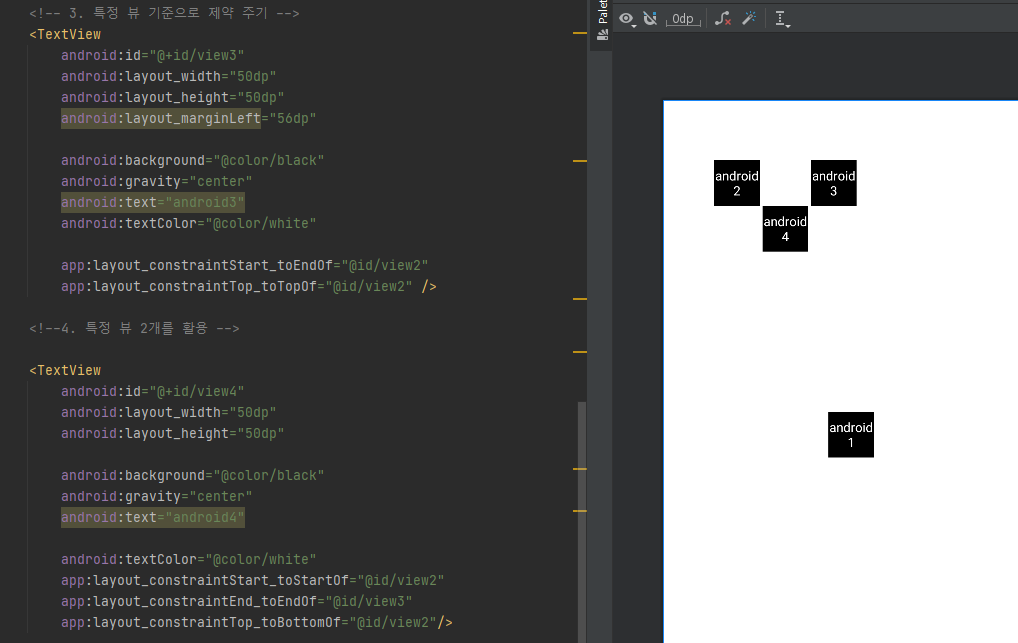 <!-- 3. 특정 뷰 기준으로 제약 주기 -->
<TextView
android:id="@+id/view3"
android:layout_width="50dp"
android:layout_height="50dp"
android:layout_marginLeft="56dp"
android:background="@color/black"
android:gravity="center"
android:text="android3"
android:textColor="@color/white"
app:layout_constraintStart_toEndOf="@id/view2"
app:layout_constraintTop_toTopOf="@id/view2" />
<!--4. 특정 뷰 2개를 활용 -->
<TextView
android:id="@+id/view4"
android:layout_width="50dp"
android:layout_height="50dp"
android:background="@color/black"
android:gravity="center"
android:text="android4"
android:textColor="@color/white"
app:layout_constraintStart_toStartOf="@id/view2"
app:layout_constraintEnd_toEndOf="@id/view3"
app:layout_constraintTop_toBottomOf="@id/view2"/>
Palet
0dp
android
2
android
3
android
4
android
1